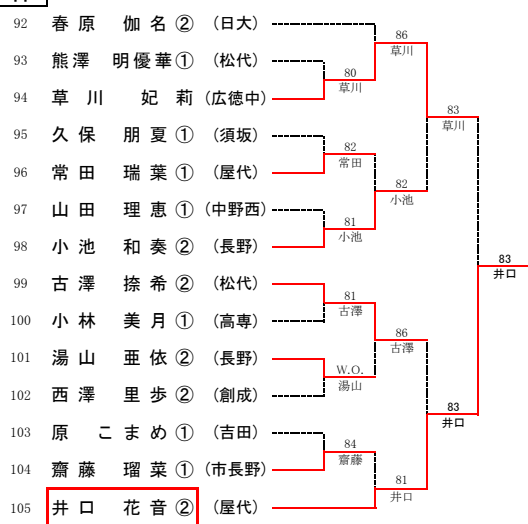 92 春原 伽名② (日大)
93 熊澤 明優華① (松代)
94 草川 妃莉 (広徳中)
95 久保 朋夏① (須坂)
96 常田 瑞葉① (屋代)
97 山田 理恵① (中野西)
98 小池 和奏② (長野)
99 古澤 捺希② (松代)
100 小林 美月① (高専)
101 湯山 亜依② (長野)
102 西澤 里歩② (創成)
103 原 こまめ① (吉田)
104 齋藤 瑠菜① (市長野)
105 井口 花音② (屋代)
80
草川
82
常田
81
小池
81
古澤
W.O.
湯山
84
齋藤
86
草川
82
小池
86
古澤
81
井口
83
草川
83
井口
83
井口